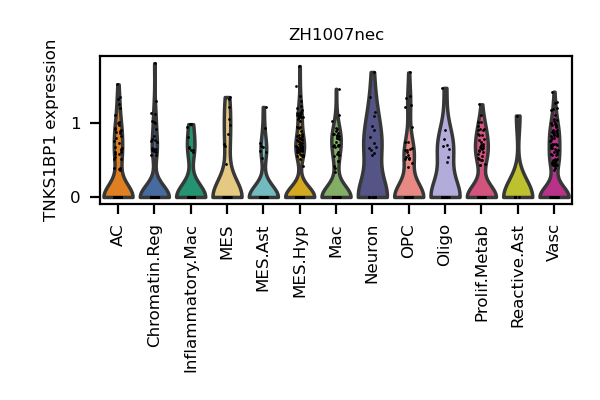 ZH1007nec
TNKS1BP1 expression
1
0
AC
Chromatin.Reg
Inflammatory.Mac
MES
MES.Ast
MES.Hyp
Mac
Neuron
OPC
Oligo
Prolif.Metab
Reactive.Ast
Vasc